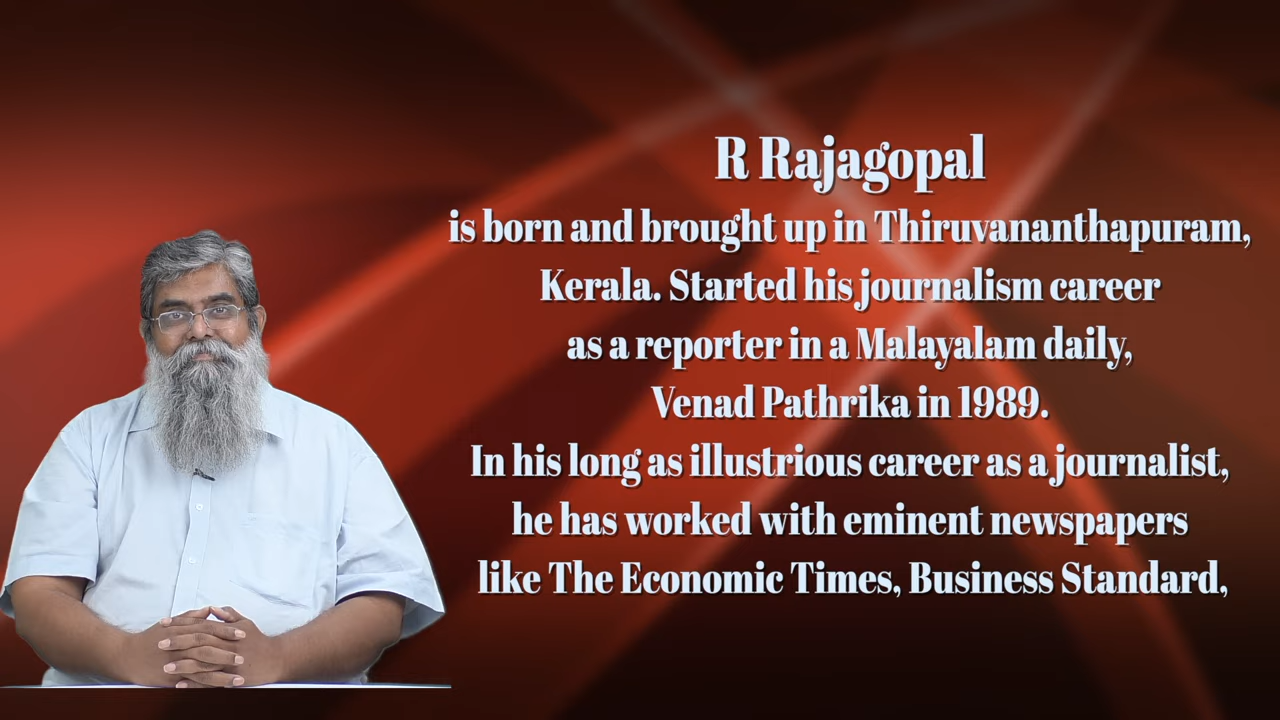 R Rajagopal
is born and brought up in Thiruvananthapuram,
Kerala. Started his journalism career
as a reporter in a Malayalam daily,
Venad Pathrika in 1989.
In his long as illustrious career as a journalist,
he has worked with eminent newspapers
like The Economic Times, Business Standard,